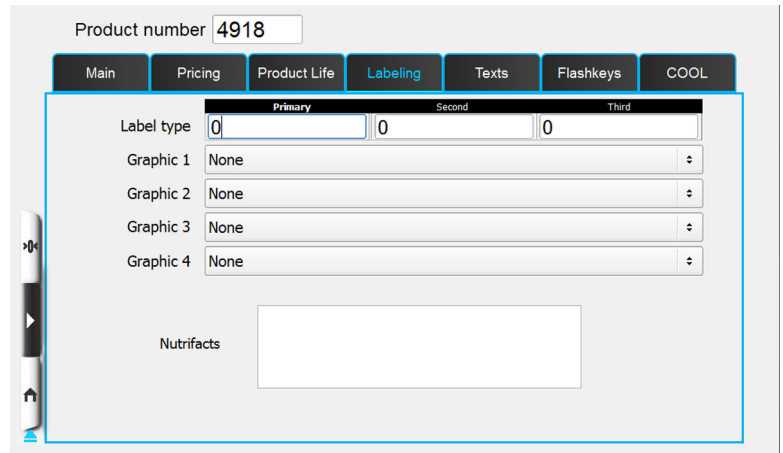 Product number 4918
Main Pricing Product Life Labeling Texts Flashkeys COOL
Primary Second Third
Label type 0 0 0
Graphic 1 None
Graphic 2 None
Graphic 3 None
Graphic 4 None
>0<
Nutrifacts